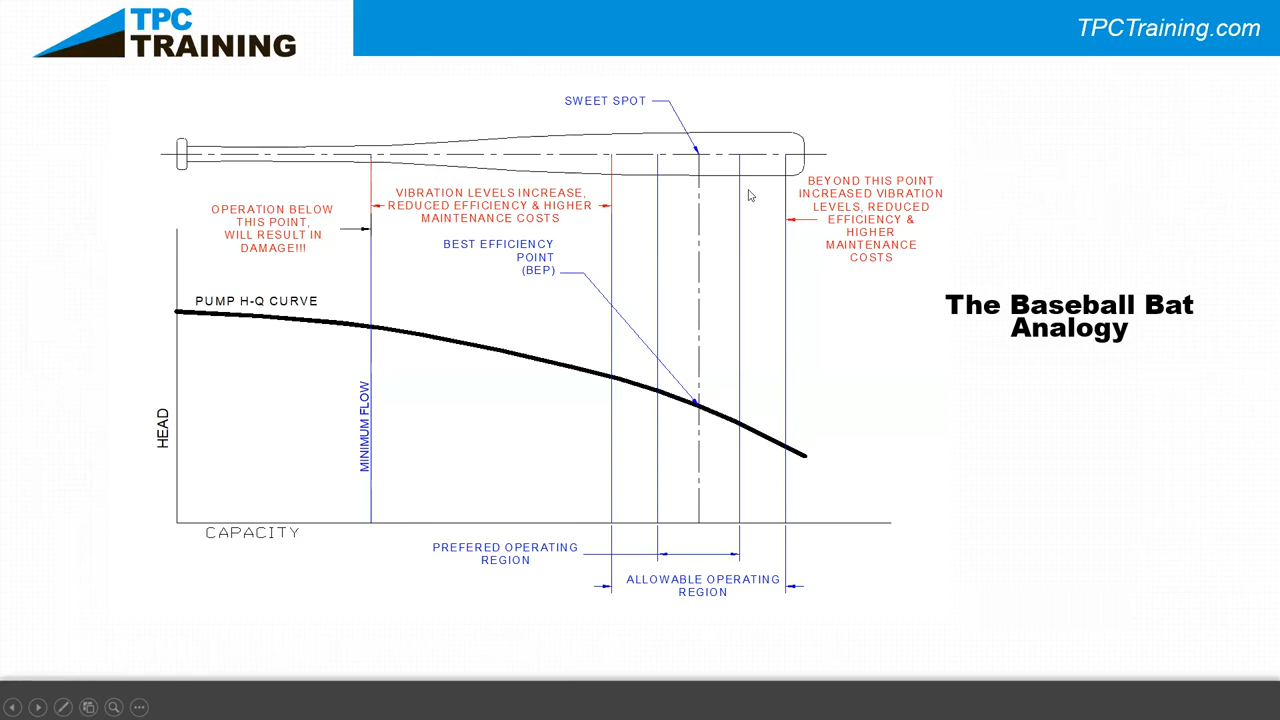 TPC
TRAINING
TPCTraining.com
SWEET SPOT
VIBRATION LEVELS INCREASE,
REDUCED EFFICIENCY & HIGHER
MAINTENANCE COSTS
OPERATION BELOW
THIS POINT,
WILL RESULT IN
DAMAGE!!!
BEYOND THIS POINT
INCREASED VIBRATION
LEVELS, REDUCED
EFFICIENCY &
HIGHER
MAINTENANCE
COSTS
BEST EFFICIENCY
POINT
(BEP)
PUMP H-Q CURVE
The Baseball Bat
Analogy
HEAD
MINIMUM FLOW
CAPACITY
PREFERED OPERATING
REGION
ALLOWABLE OPERATING
REGION